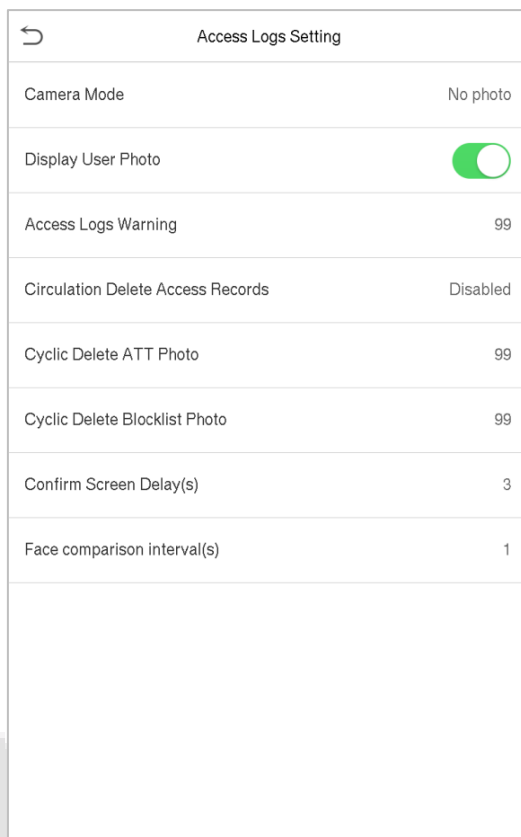 Access Logs Setting
Camera Mode No photo
Display User Photo
Access Logs Warning 99
Circulation Delete Access Records Disabled
Cyclic Delete ATT Photo 99
Cyclic Delete Blocklist Photo 99
Confirm Screen Delay(s) 3
Face comparison interval(s) 1